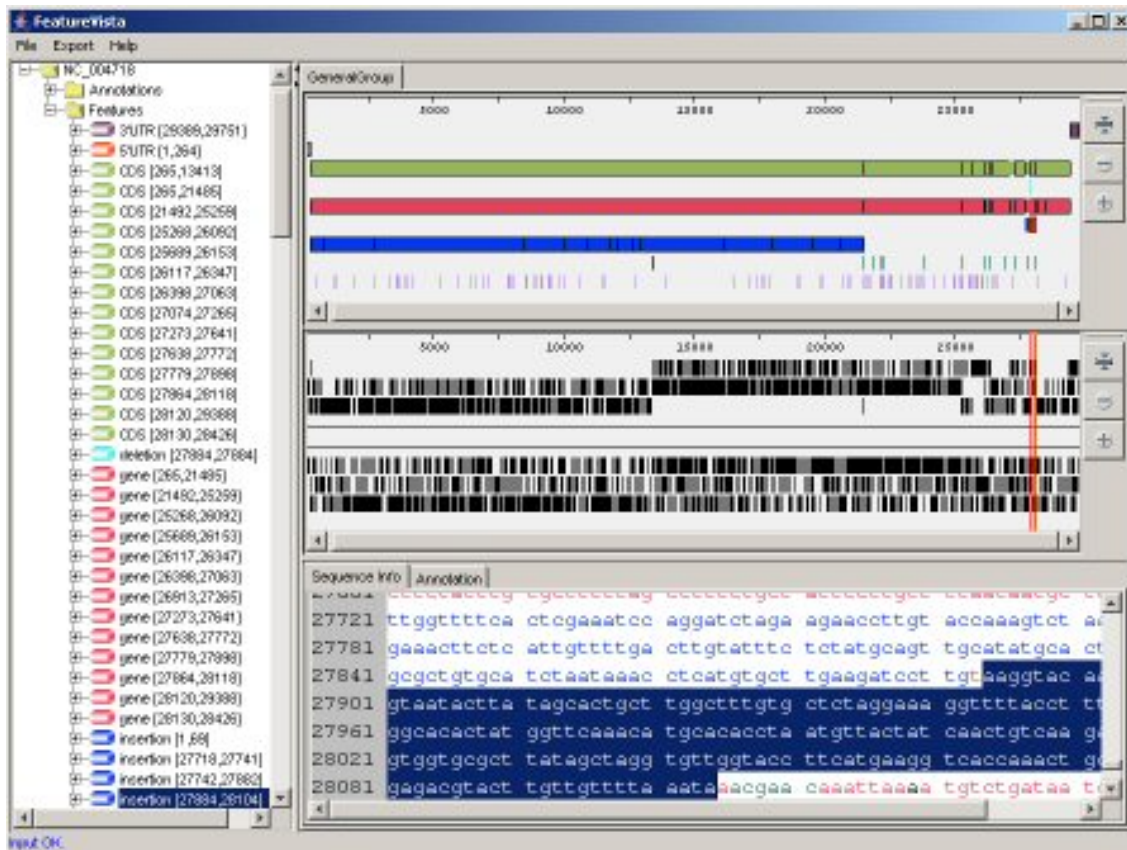 FeatureVista
File Export Help
NC_004718
Annotations
Features
3'UTR [29389,29751]
5'UTR [1,264]
CDS [265,13413]
CDS [265,21485]
CDS [21492,25259]
CDS [25268,26092]
CDS [25689,26153]
CDS [26117,26347]
CDS [26398,27063]
CDS [27074,27265]
CDS [27273,27641]
CDS [27638,27772]
CDS [27779,27898]
CDS [27864,28118]
CDS [28120,29388]
CDS [28130,28426]
deletion [27884,27884]
gene [265,21485]
gene [21492,25259]
gene [25268,26092]
gene [25689,26153]
gene [26117,26347]
gene [26398,27063]
gene [26913,27265]
gene [27273,27641]
gene [27638,27772]
gene [27779,27898]
gene [27864,28118]
gene [28120,29388]
gene [28130,28426]
insertion [1,69]
insertion [27718,27741]
insertion [27742,27882]
insertion [27884,28104]
GeneralGroup
5000 10000 15000 20000 25000
5000 10000 15000 20000 25000
Sequence Info Annotation
27721 ttggttttca ctcgaaatcc aggatctaga agaaccttgt accaaagtct a
27781 gaaacttctc attgttttga cttgtatttc tctatgcagt tgcatatgca ct
27841 gcgctgtgca tctaataaac ctcatgtgct tgaagatcct tgtaaggtac a
27901 gtaatactta tagcactgct tggctttgtg ctctaggaaa ggttttacct t
27961 ggcacactat ggttcaaaca tgcacaccta atgttactat caactgtcaa g
28021 gtggtgcgct tatagctagg tgttggtacc ttcatgaagg tcaccaaact g
28081 gagacgtact tgttgtttta aataaacgaa caaattaaaa tgtctgataa t
Input OK.